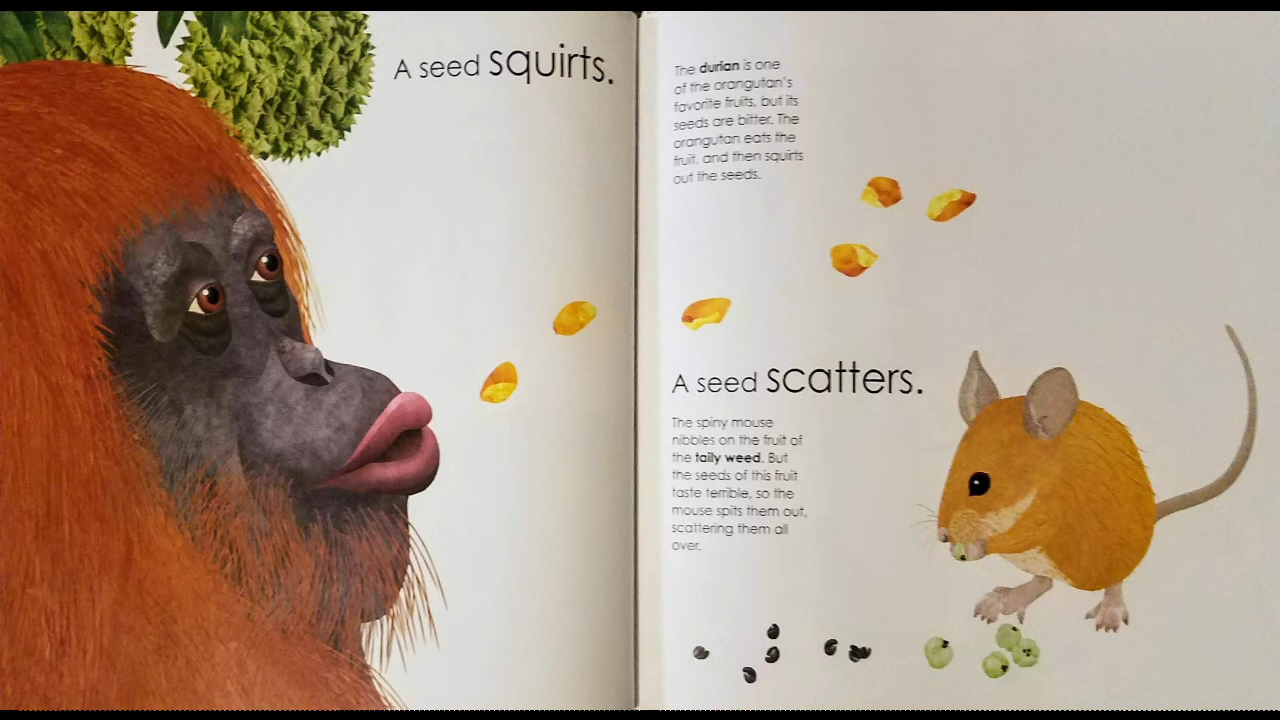 A seed squirts.
The durian is one
of the orangutan's
favorite fruits, but its
seeds are bitter. The
orangutan eats the
fruit, and then squirts
out the seeds.
A seed scatters.
The spiny mouse
nibbles on the fruit of
the taily weed. But
the seeds of this fruit
taste terrible, so the
mouse spits them out,
scattering them all
over.